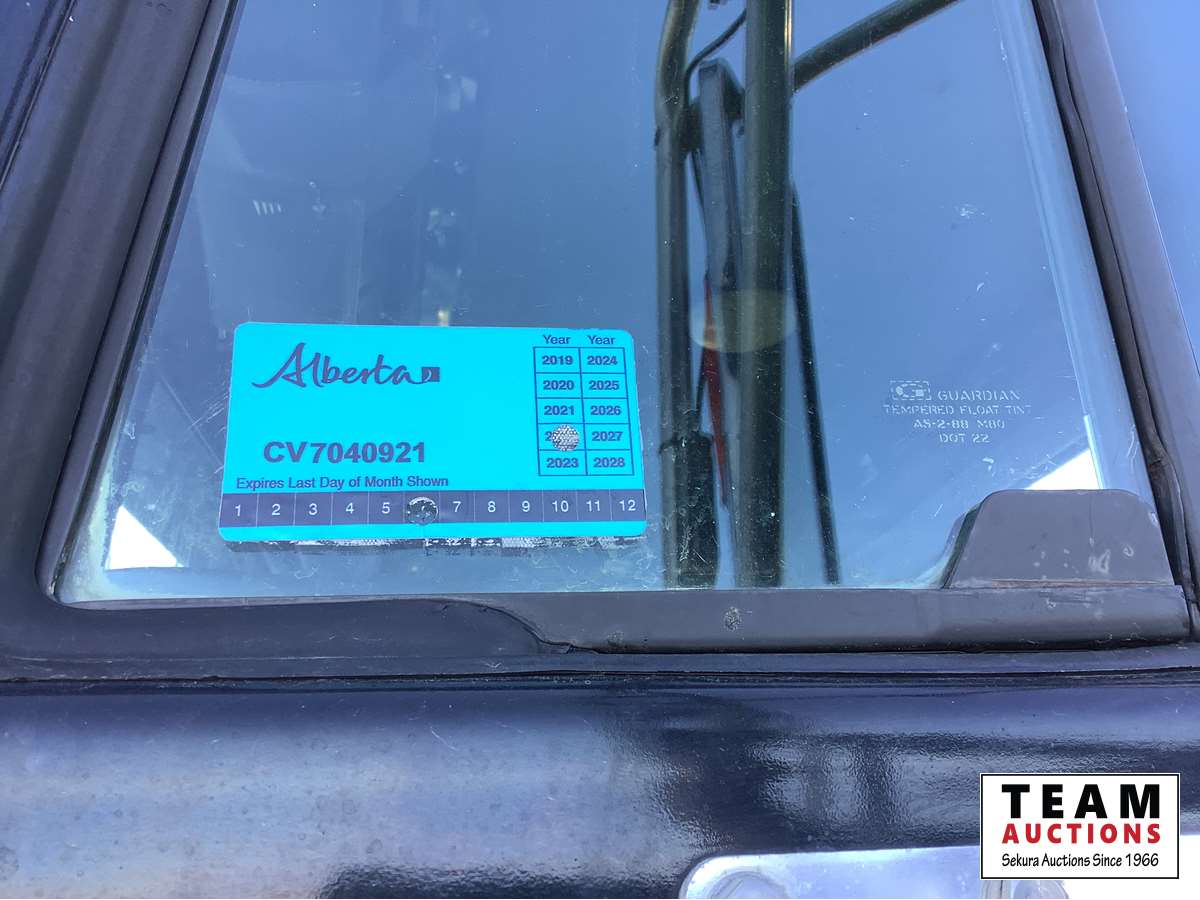 Alberta
Year Year
2019 2024
2020 2025
2021 2026
2027
2023 2028
CV7040921
Expires Last Day of Month Shown
1 2 3 4 5 7 8 9 10 11 12
GUARDIAN
TEMPERED FLOAT TINT
AS-2-88 M80
DOT 22
TEAM
AUCTIONS
Sekura Auctions Since 1966